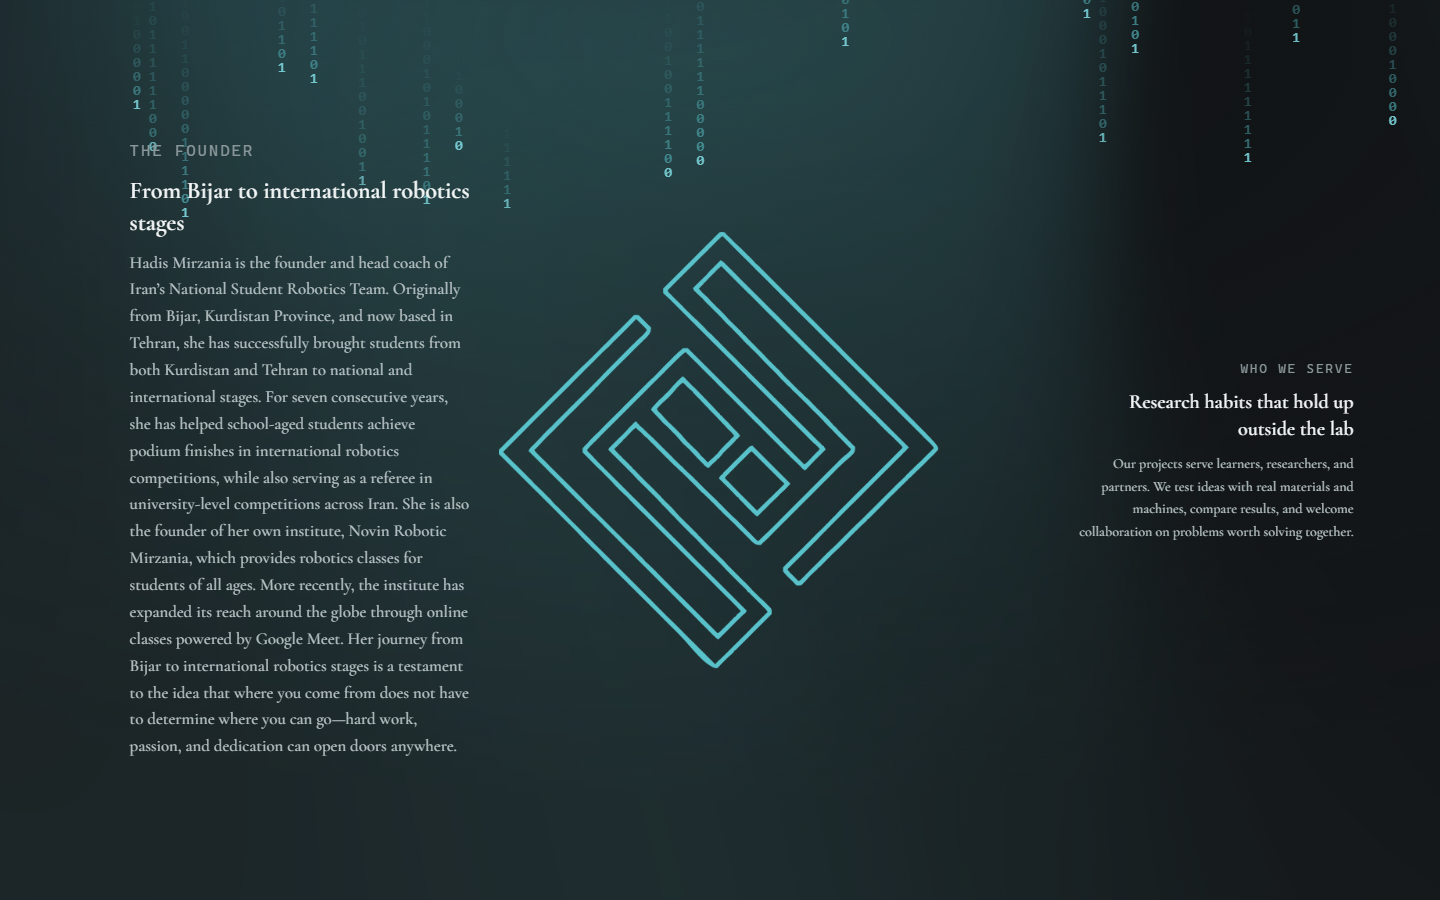 THE FOUNDER
From Bijar to international robotics
stages
Hadis Mirzania is the founder and head coach of
Iran’s National Student Robotics Team. Originally
from Bijar, Kurdistan Province, and now based in
Tehran, she has successfully brought students from
both Kurdistan and Tehran to national and
international stages. For seven consecutive years,
she has helped school-aged students achieve
podium finishes in international robotics
competitions, while also serving as a referee in
university-level competitions across Iran. She is also
the founder of her own institute, Novin Robotic
Mirzania, which provides robotics classes for
students of all ages. More recently, the institute has
expanded its reach around the globe through online
classes powered by Google Meet. Her journey from
Bijar to international robotics stages is a testament
to the idea that where you come from does not have
to determine where you can go—hard work,
passion, and dedication can open doors anywhere.
WHO WE SERVE
Research habits that hold up
outside the lab
Our projects serve learners, researchers, and
partners. We test ideas with real materials and
machines, compare results, and welcome
collaboration on problems worth solving together.